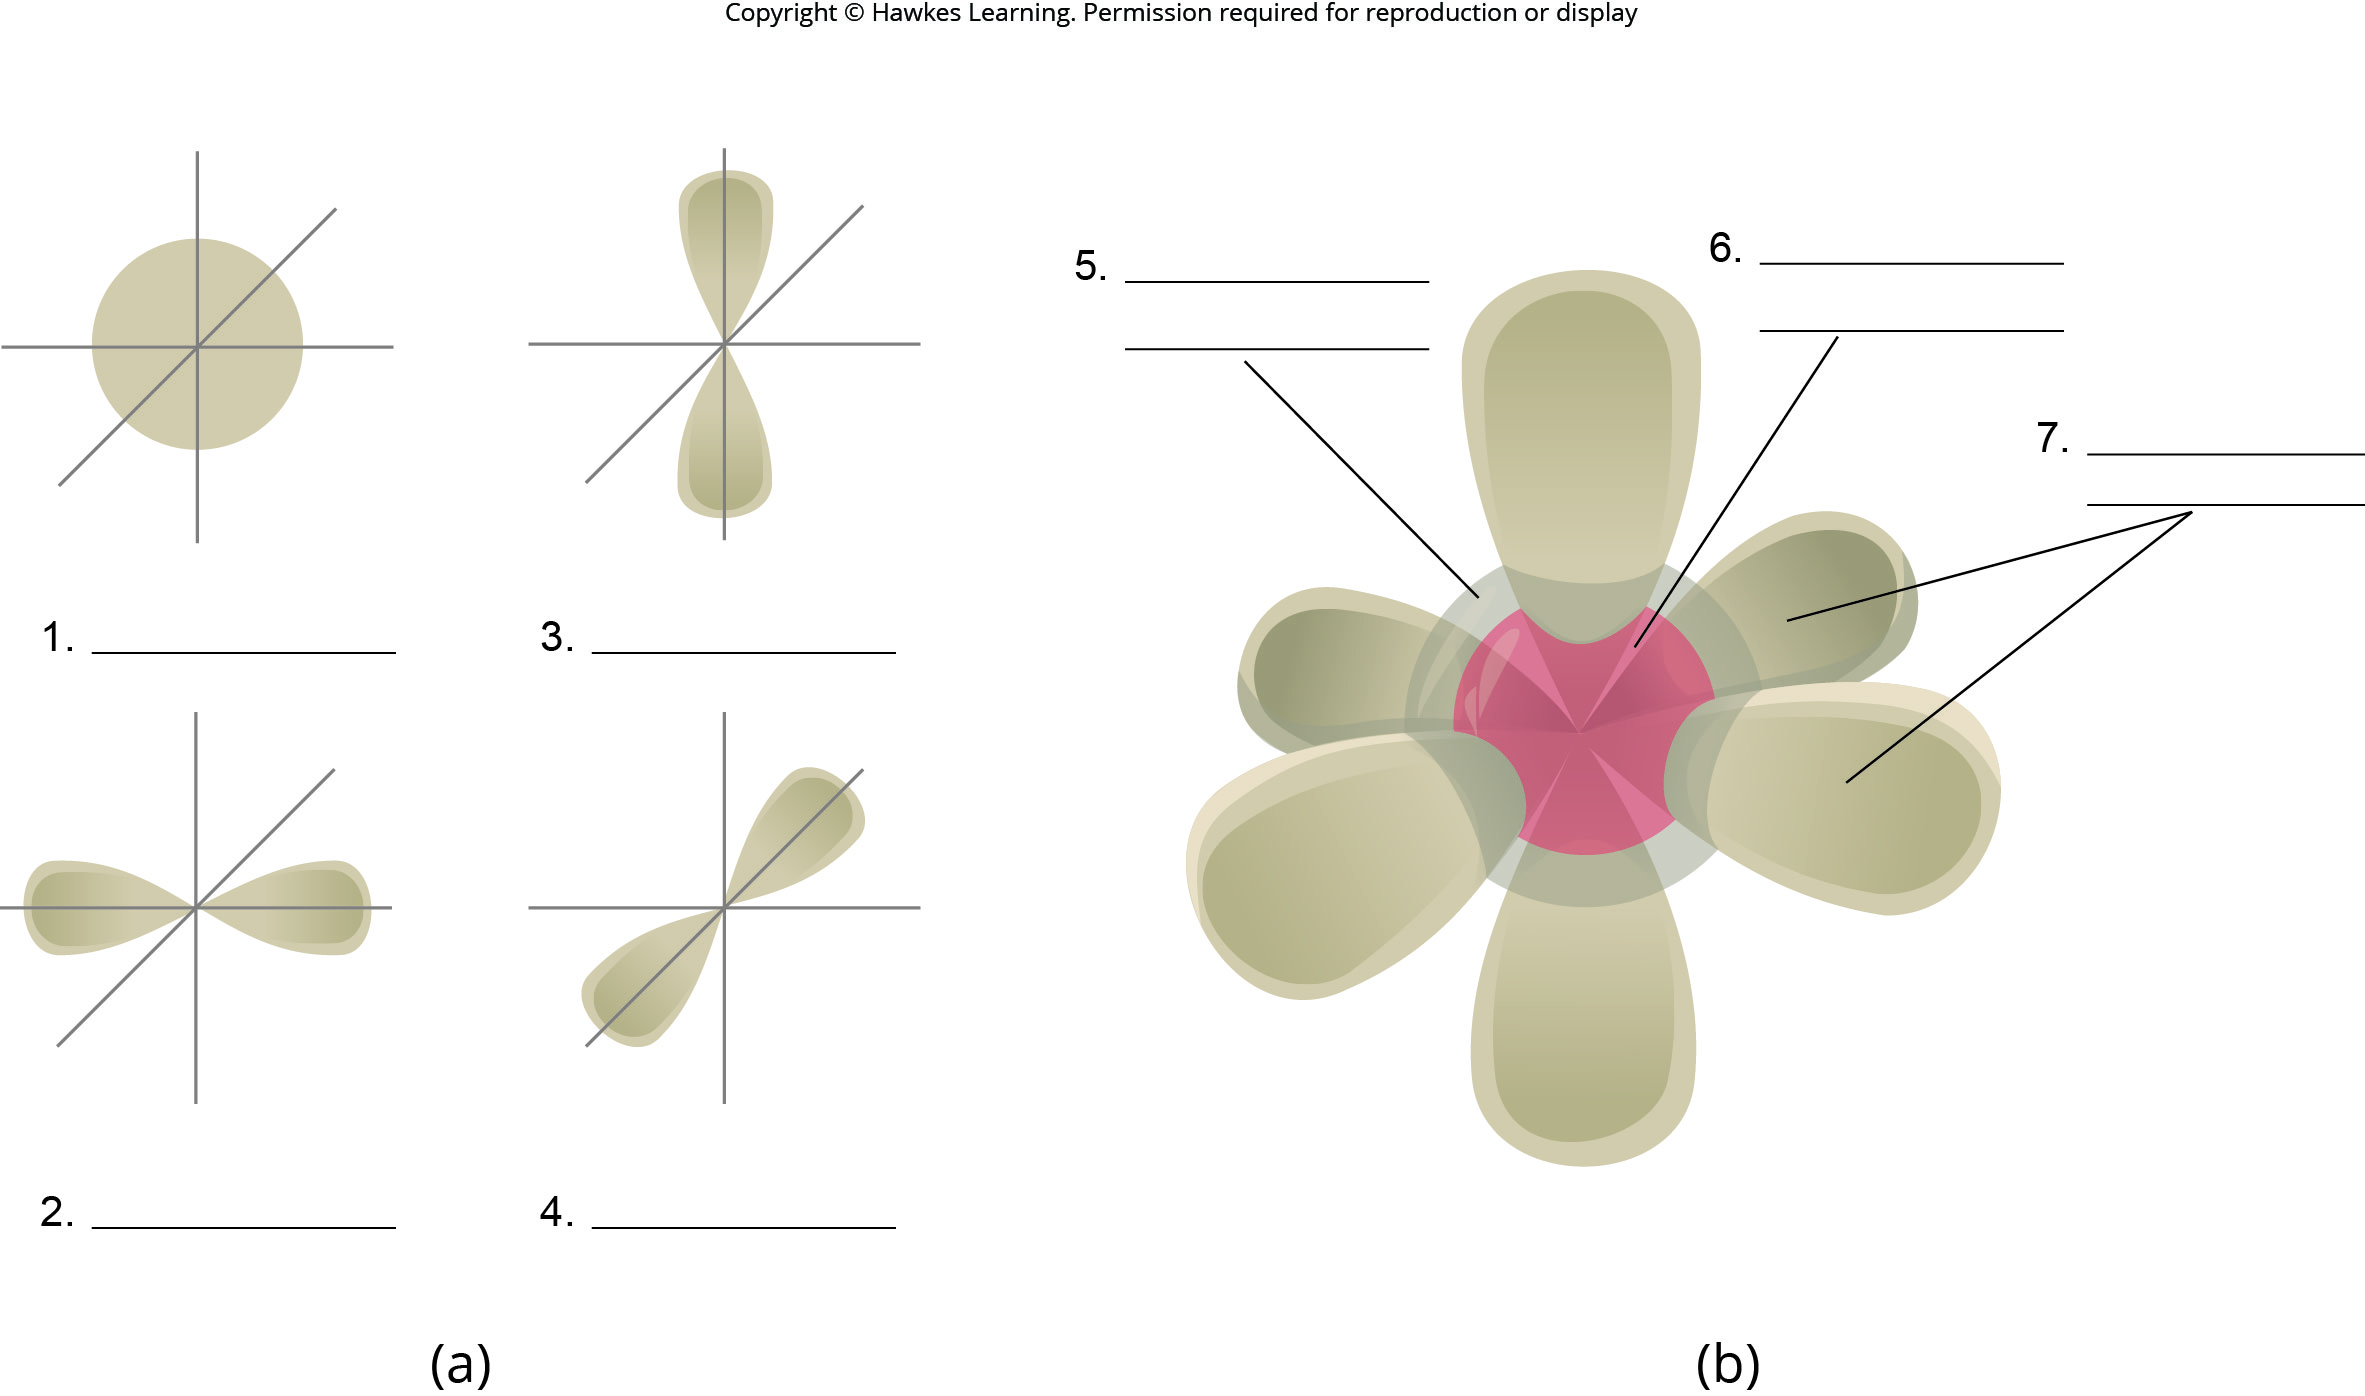 Copyright © Hawkes Learning. Permission required for reproduction or display
1.
3.
2.
4.
(a)
5.
6.
7.
(b)